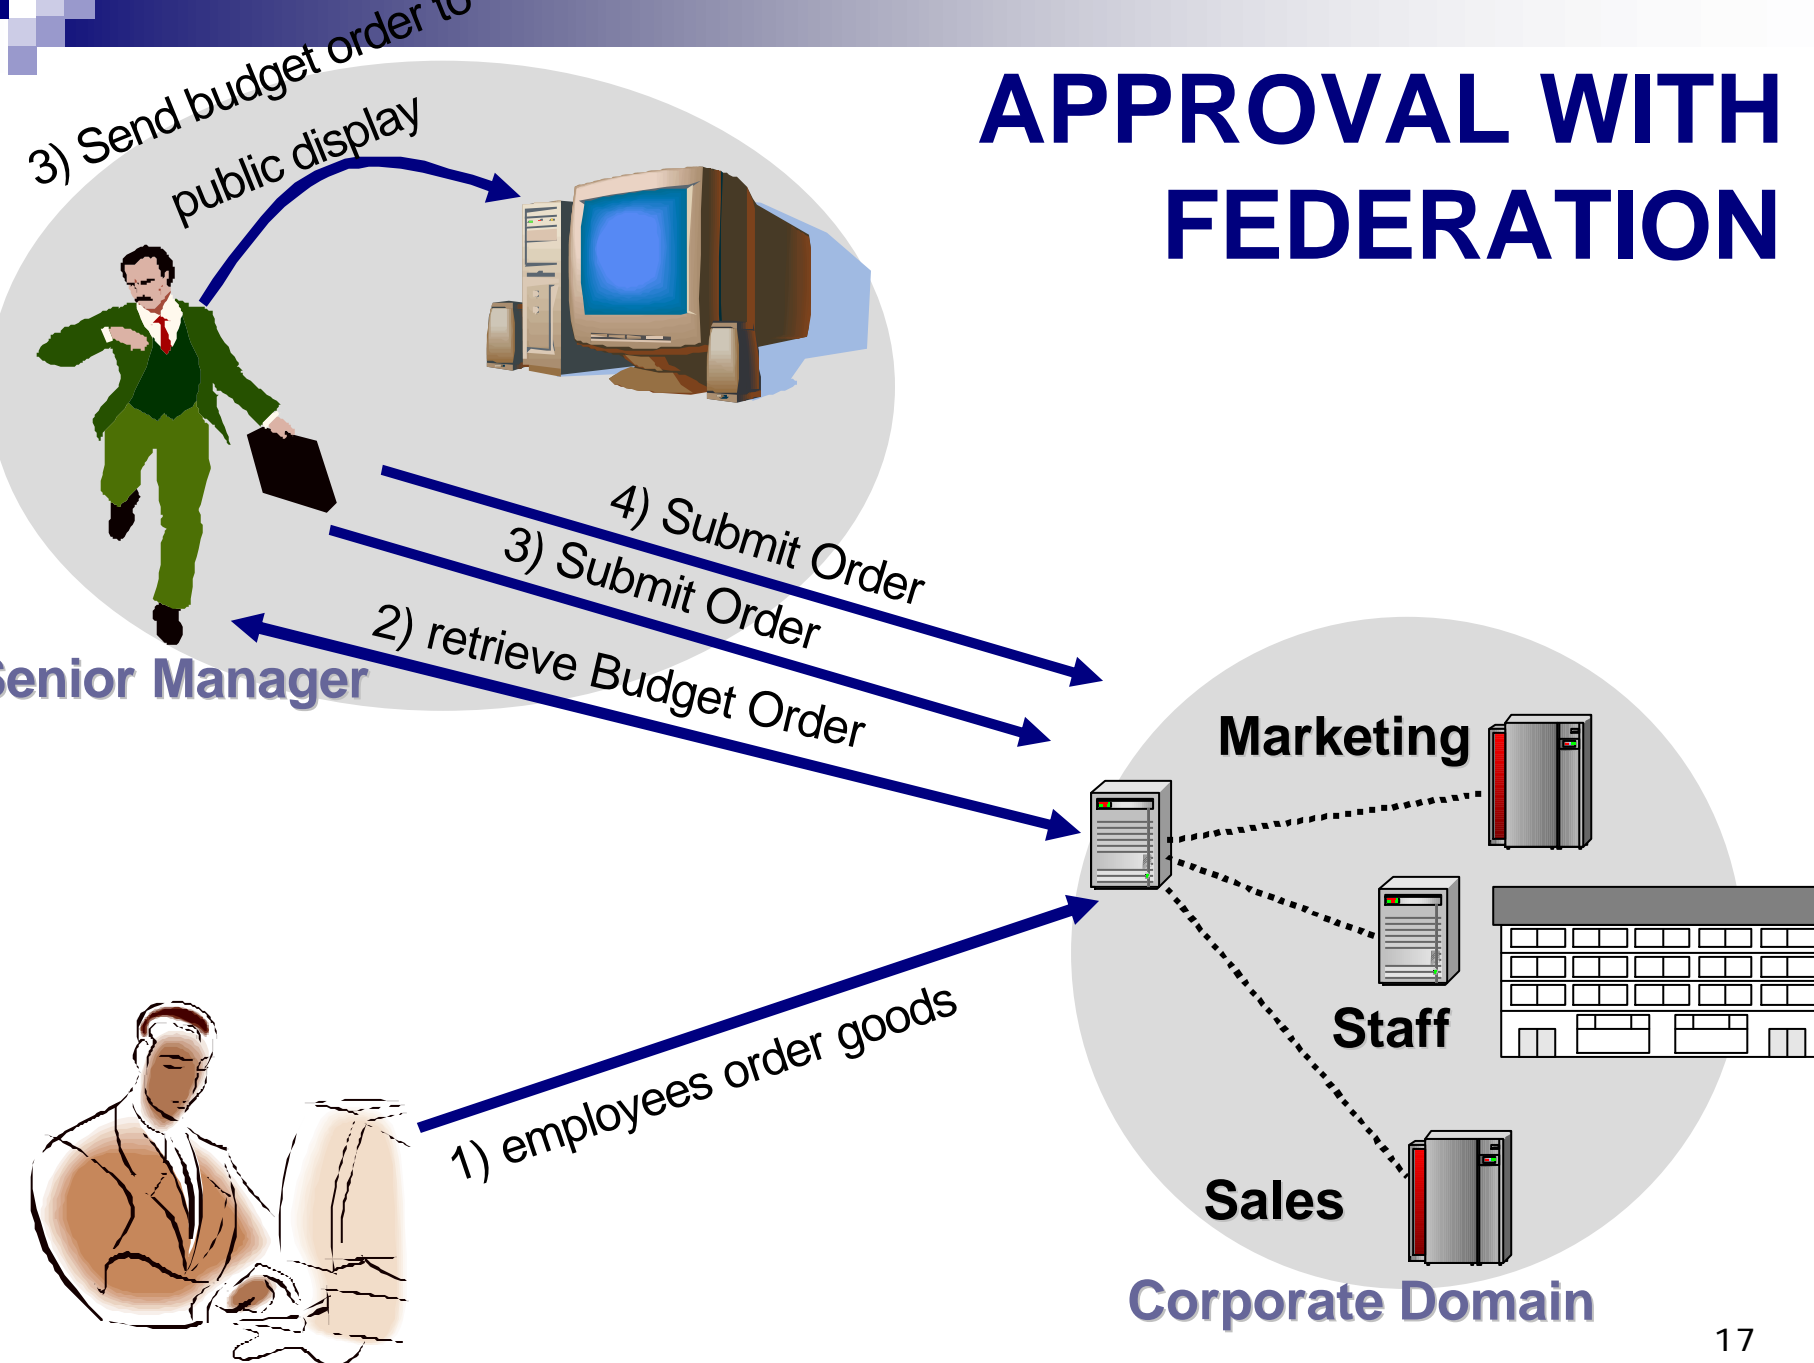 APPROVAL WITH
FEDERATION
3) Send budget order to
public display
4) Submit Order
3) Submit Order
2) retrieve Budget Order
Senior Manager
Marketing
Staff
1) employees order goods
Sales
Corporate Domain
17